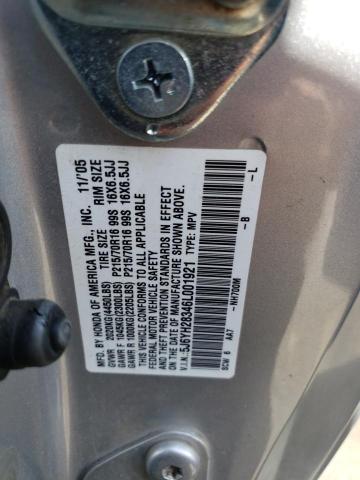 MFD. BY HONDA OF AMERICA MFG., INC. 11/05
TIRE SIZE RIM SIZE
GVWR 2020KG(4450LBS)
GAWR F 1045KG(2300LBS) P215/70R16 99S 16X6.5JJ
GAWR R 1000KG(2205LBS) P215/70R16 99S 16X6.5JJ
THIS VEHICLE CONFORMS TO ALL APPLICABLE
FEDERAL MOTOR VEHICLE SAFETY
AND THEFT PREVENTION STANDARDS IN EFFECT
ON THE DATE OF MANUFACTURE SHOWN ABOVE.
V.I.N.:5J6YH28346L001921 TYPE: MPV
SCW 6 AA7 -NH700M -B -L